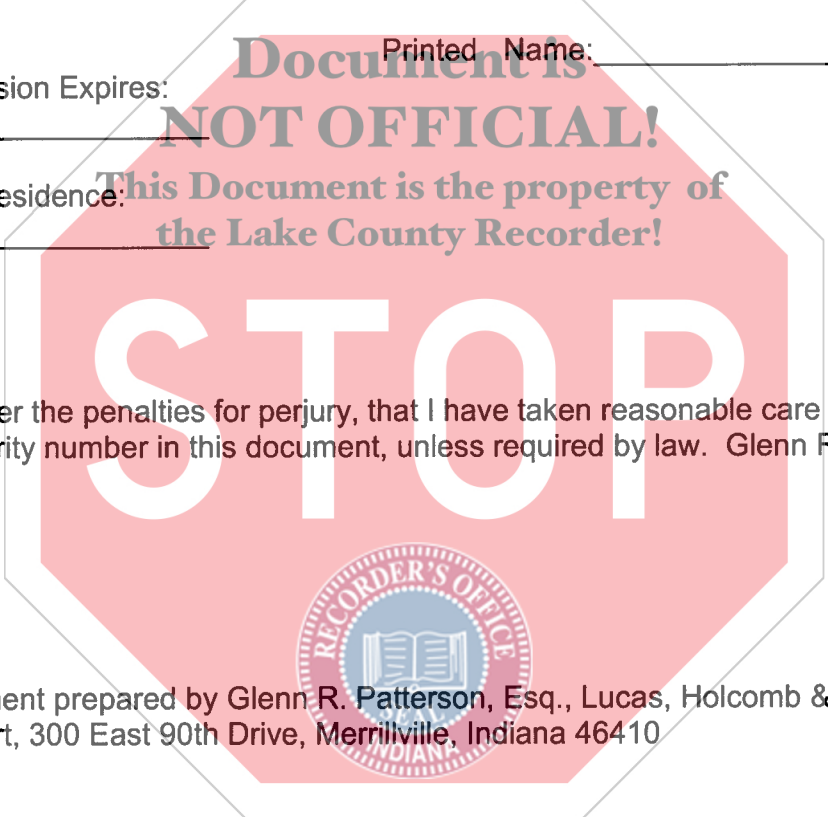 Document is
Printed Name:
sion Expires:
NOT OFFICIAL!
This Document is the property of
esidence:
the Lake County Recorder!
STOP
er the penalties for perjury, that I have taken reasonable care
rity number in this document, unless required by law. Glenn
RECORDER'S OFFICE
SEAL
INDIANA
ent prepared by Glenn R. Patterson, Esq., Lucas, Holcomb &
t, 300 East 90th Drive, Merrillville, Indiana 46410